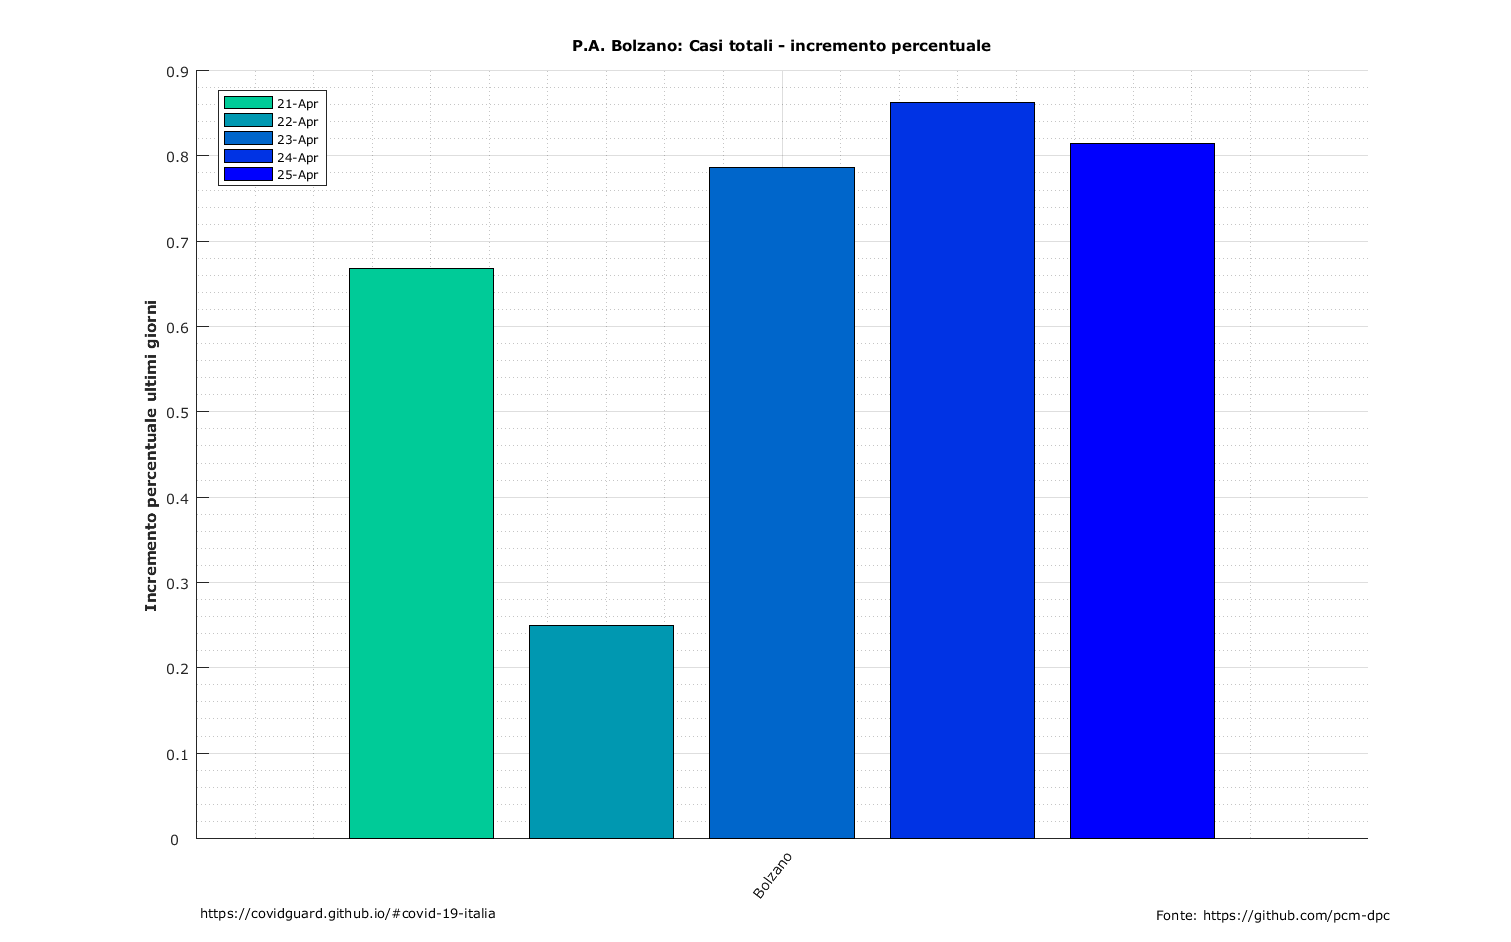 P.A. Bolzano: Casi totali - incremento percentuale
0.9
0.8
0.7
0.6
0.5
0.4
0.3
0.2
0.1
0
Incremento percentuale ultimi giorni
21-Apr
22-Apr
23-Apr
24-Apr
25-Apr
Bolzano
https://covidguard.github.io/#covid-19-italia
Fonte: https://github.com/pcm-dpc